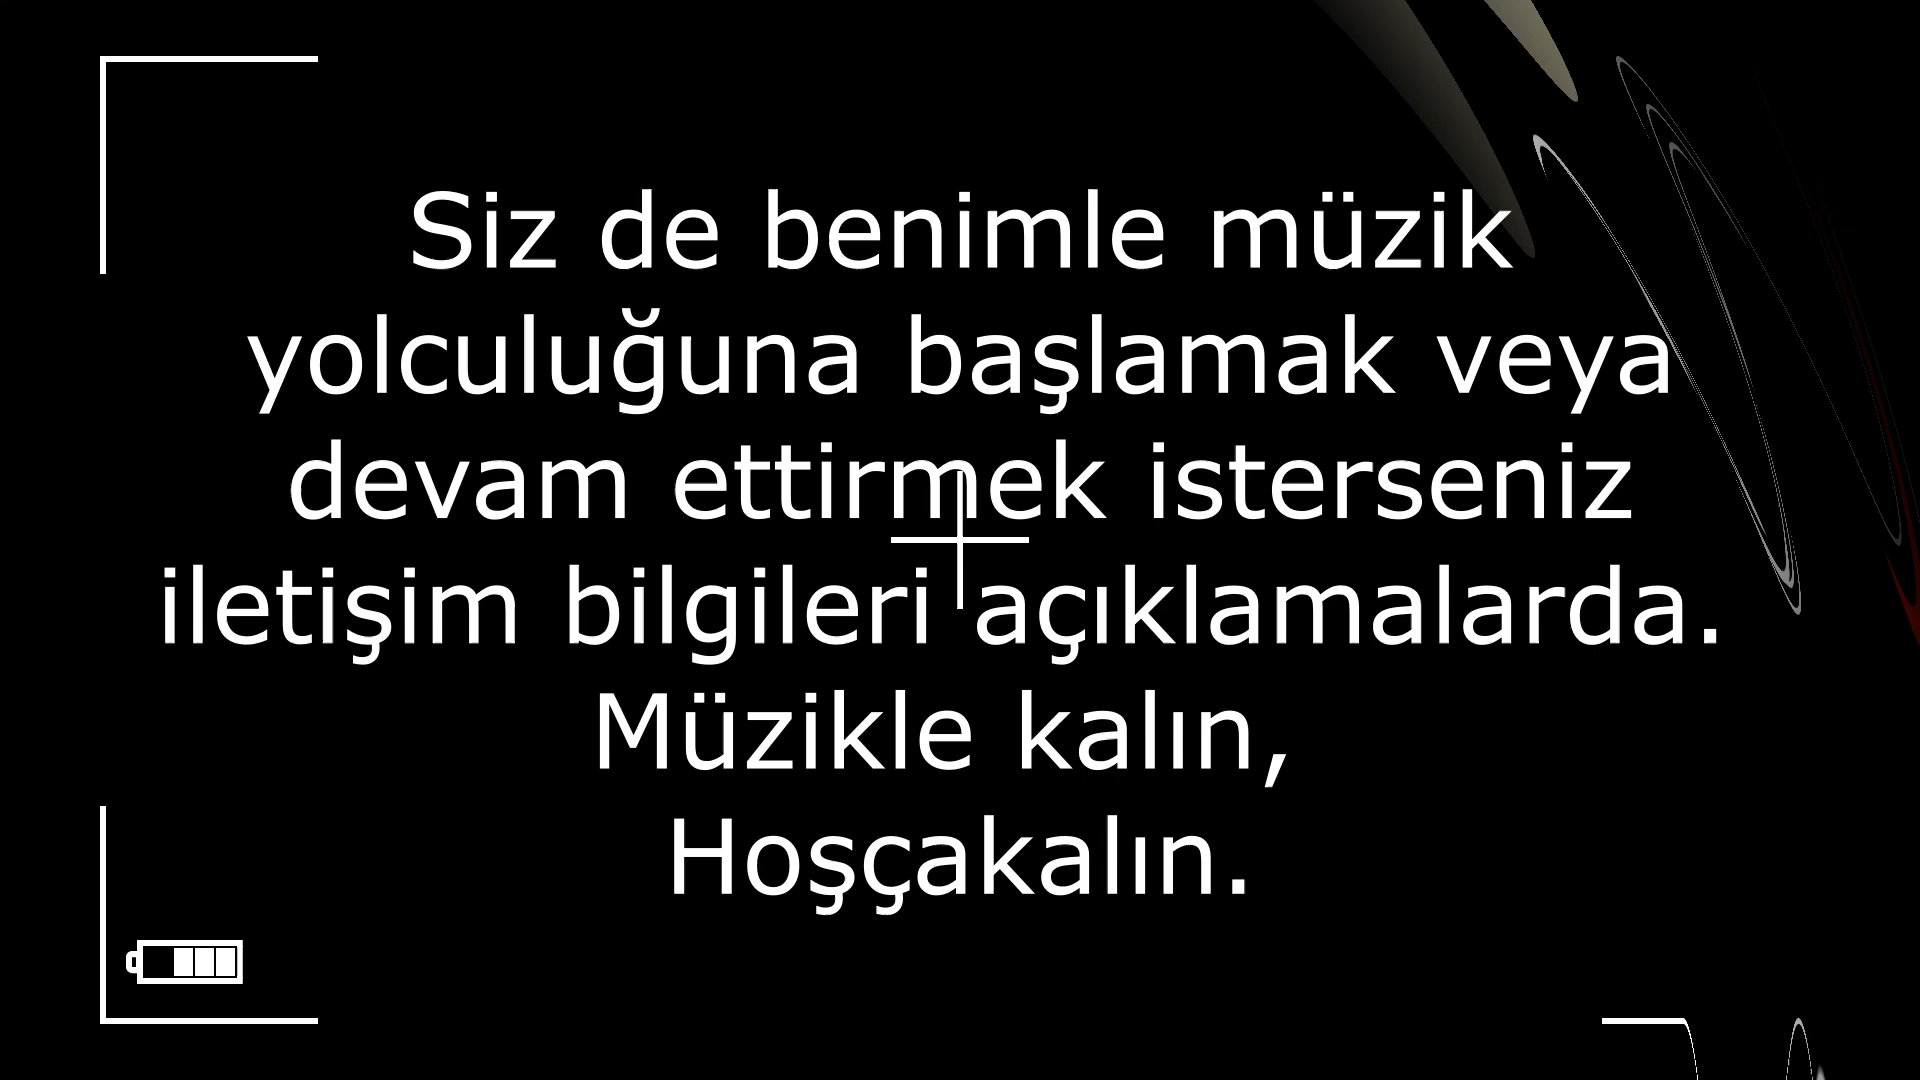 Siz de benimle müzik
yolculuğuna başlamak veya
devam ettirmek isterseniz
iletişim bilgileri açıklamalarda.
Müzikle kalın,
Hoşçakalın.